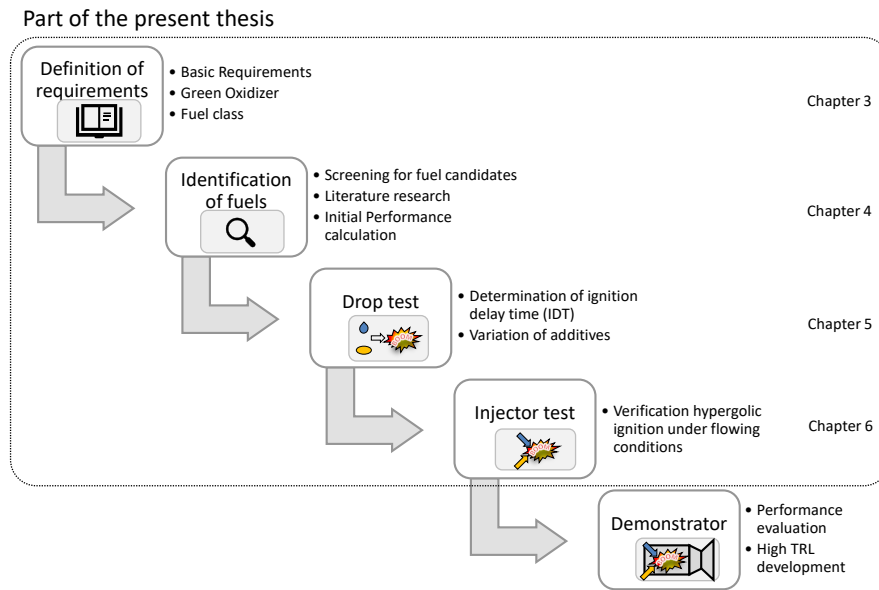 Part of the present thesis
Definition of
requirements
• Basic Requirements
• Green Oxidizer
• Fuel class
Chapter 3
Identification
of fuels
• Screening for fuel candidates
• Literature research
• Initial Performance
calculation
Chapter 4
Drop test
BOOM
• Determination of ignition
delay time (IDT)
• Variation of additives
Chapter 5
Injector test
BOOM
• Verification hypergolic
ignition under flowing
conditions
Chapter 6
Demonstrator
BOOM
• Performance
evaluation
• High TRL
development